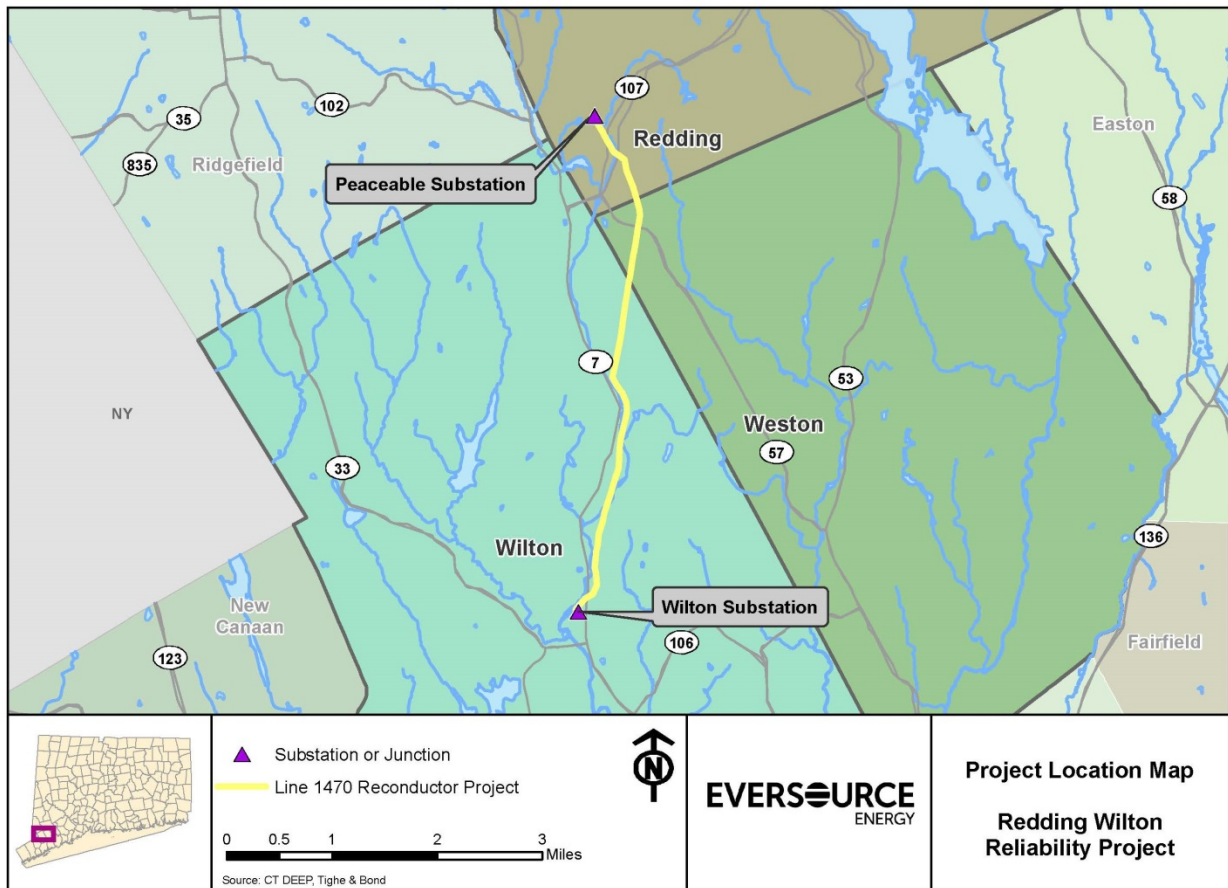 107
102
35
Redding
Easton
835
Ridgefield
Peaceable Substation
58
7
53
NY
Weston
57
33
136
Wilton
New
Canaan
Wilton Substation
106
Fairfield
123
Substation or Junction
Line 1470 Reconductor Project
0 0.5 1 2 3
Miles
Source: CT DEEP, Tighe & Bond
N
EVERSOURCE
ENERGY
Project Location Map
Redding Wilton
Reliability Project